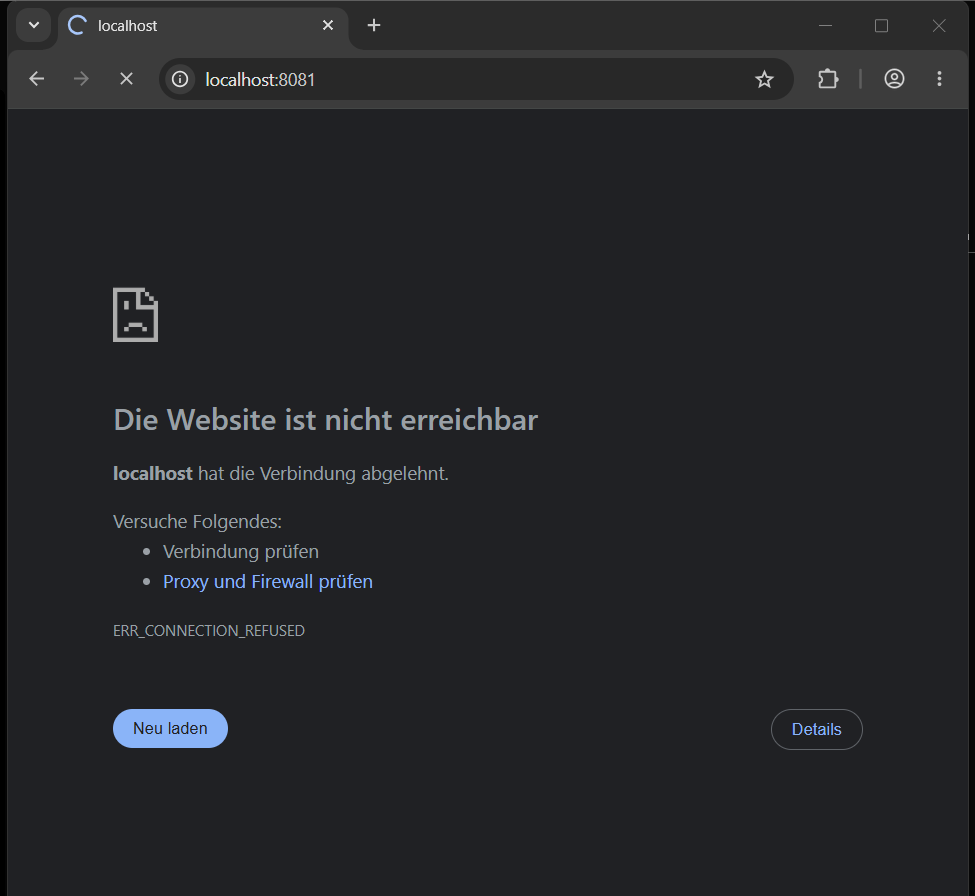 localhost
localhost:8081
Die Website ist nicht erreichbar
localhost hat die Verbindung abgelehnt.
Versuche Folgendes:
Verbindung prüfen
Proxy und Firewall prüfen
ERR_CONNECTION_REFUSED
Neu laden
Details